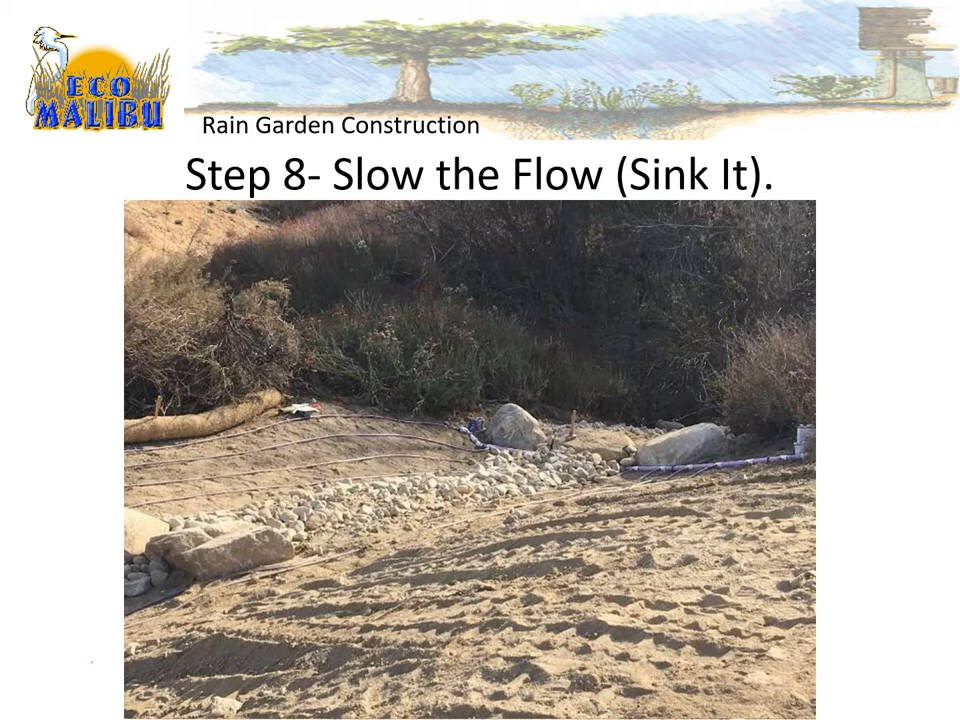 ECO
MALIBU
Rain Garden Construction
Step 8- Slow the Flow (Sink It).